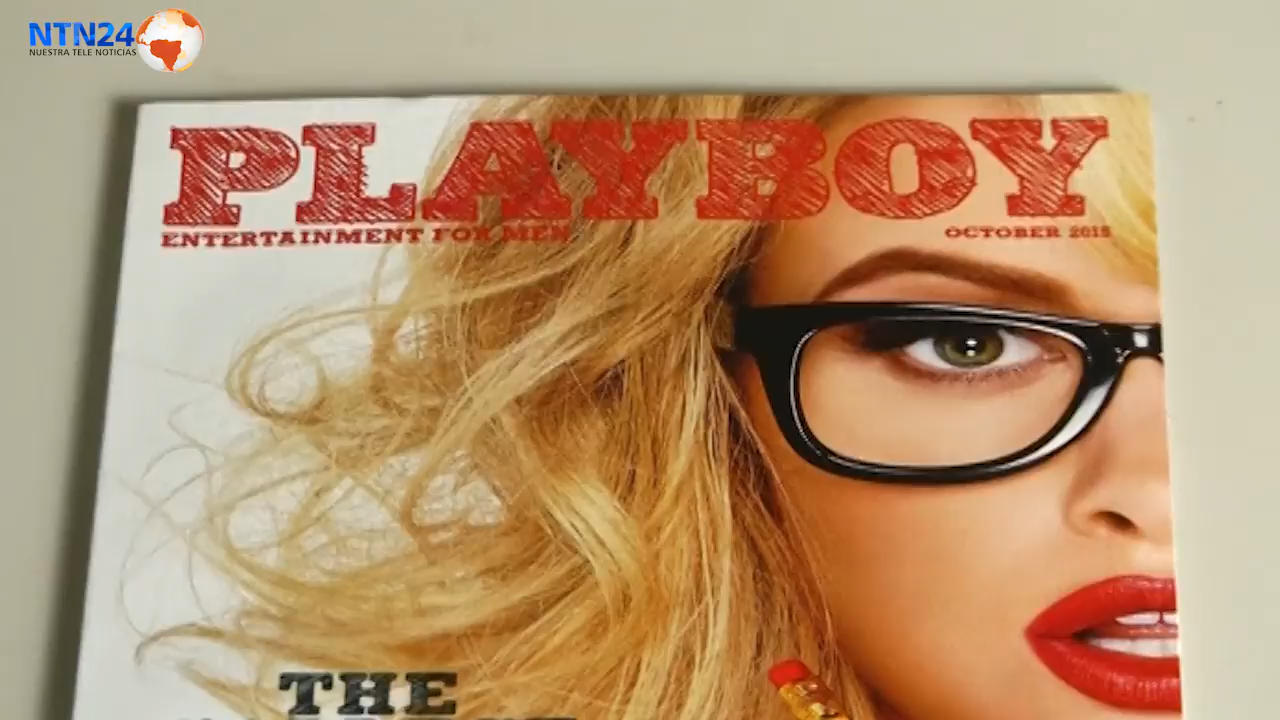 NTN24
NUESTRA TELE NOTICIAS
PLAYBOY
ENTERTAINMENT FOR MEN
OCTOBER 2015
THE